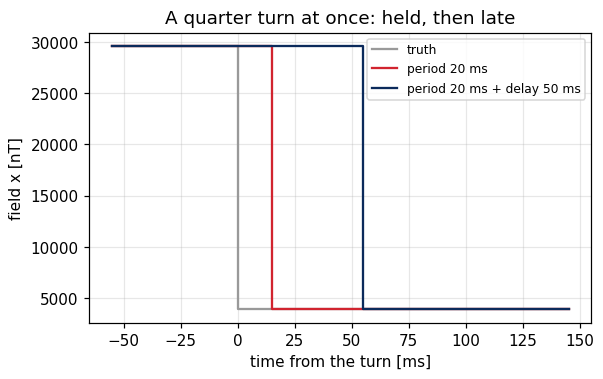 A quarter turn at once: held, then late
30000
25000
20000
15000
10000
5000
field x [nT]
truth
period 20 ms
period 20 ms + delay 50 ms
−50
−25
0
25
50
75
100
125
150
time from the turn [ms]